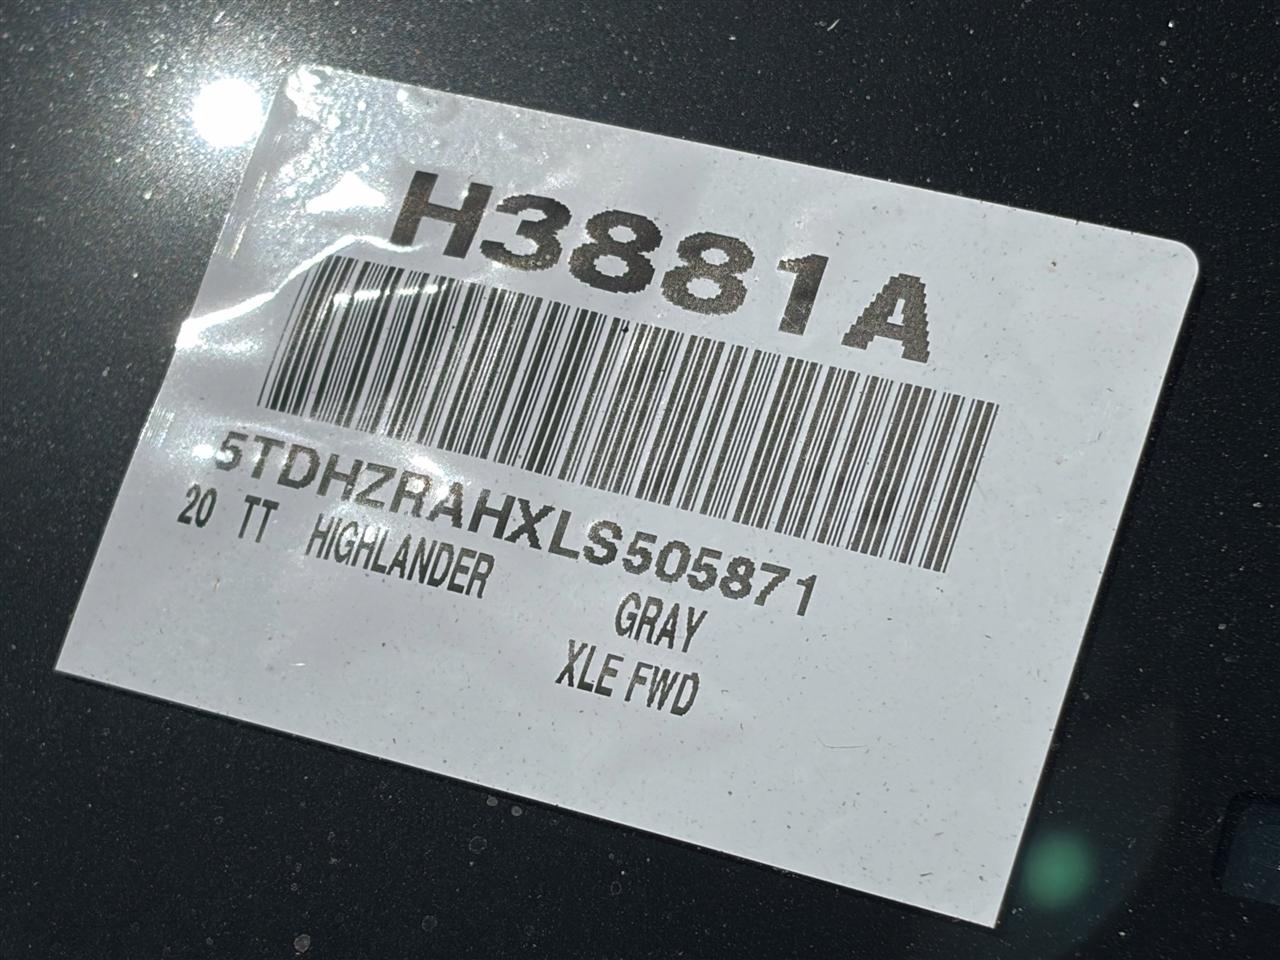 H3881A
5TDHZRAHXLS505871
20 TT HIGHLANDER
GRAY
XLE FWD